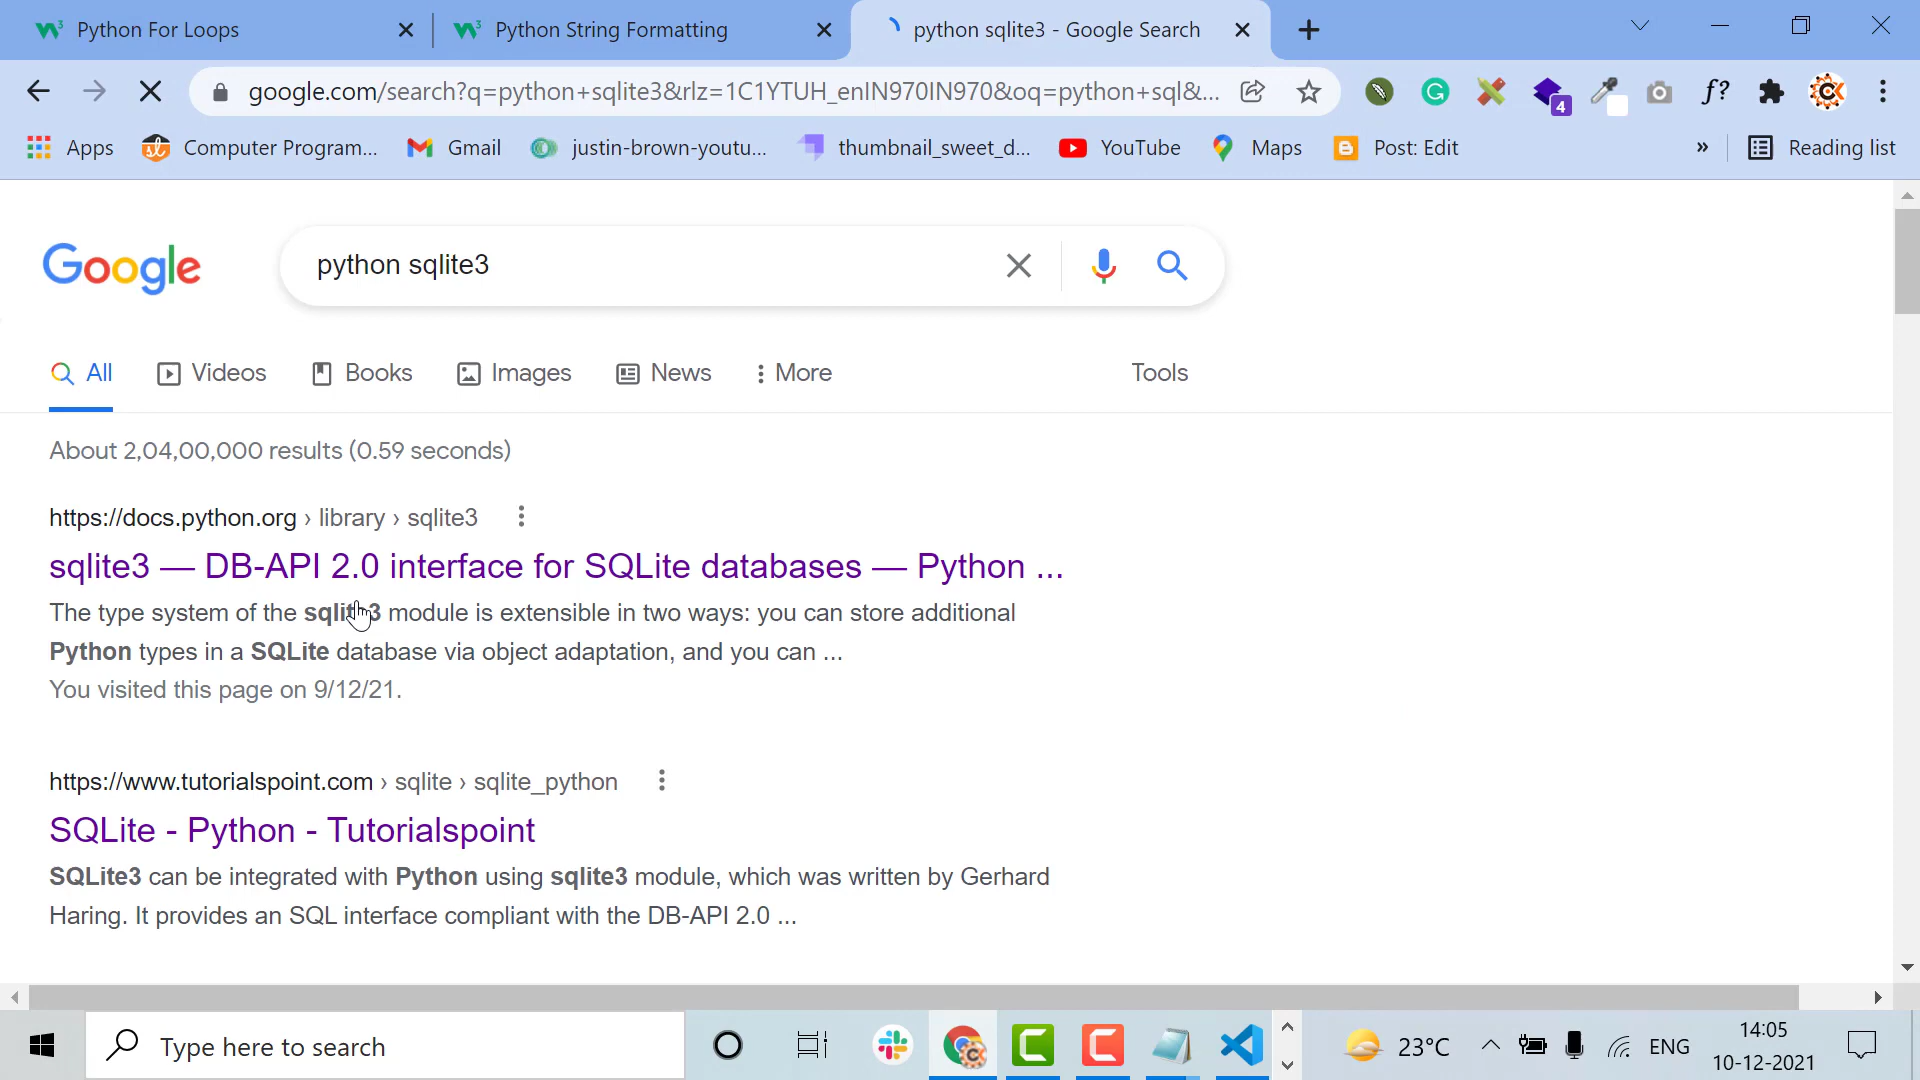 Python For Loops
Python String Formatting
python sqlite3 - Google Search
google.com/search?q=python+sqlite3&rlz=1C1YTUH_enIN970IN970&oq=python+sql&...
4
f?
Apps
Computer Program...
Gmail
justin-brown-youtu...
thumbnail_sweet_d...
YouTube
Maps
Post: Edit
»
Reading list
Google
python sqlite3
All
Videos
Books
Images
News
More
Tools
About 2,04,00,000 results (0.59 seconds)
https://docs.python.org › library › sqlite3
sqlite3 — DB-API 2.0 interface for SQLite databases — Python ...
The type system of the sqlite3 module is extensible in two ways: you can store additional
Python types in a SQLite database via object adaptation, and you can ...
You visited this page on 9/12/21.
https://www.tutorialspoint.com › sqlite › sqlite_python
SQLite - Python - Tutorialspoint
SQLite3 can be integrated with Python using sqlite3 module, which was written by Gerhard
Haring. It provides an SQL interface compliant with the DB-API 2.0 ...
Type here to search
23°C
ENG
14:05
10-12-2021